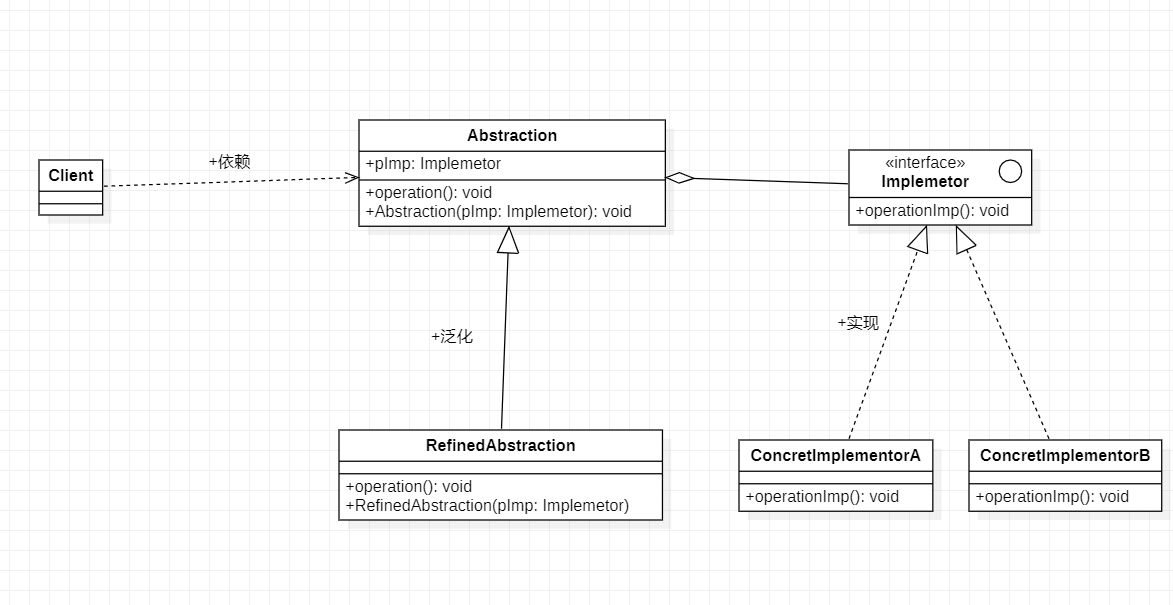 Client
+依赖
Abstraction
+pImp: Implemetor
+operation(): void
+Abstraction(pImp: Implemetor): void
«interface»
Implemetor
+operationImp(): void
+泛化
+实现
RefinedAbstraction
+operation(): void
+RefinedAbstraction(pImp: Implemetor)
ConcretImplementorA
+operationImp(): void
ConcretImplementorB
+operationImp(): void